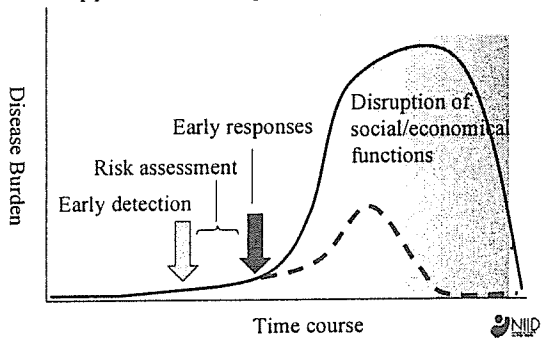 Disease Burden
Early responses
Risk assessment
Early detection
Disruption of
social/economical
functions
Time course
NIID